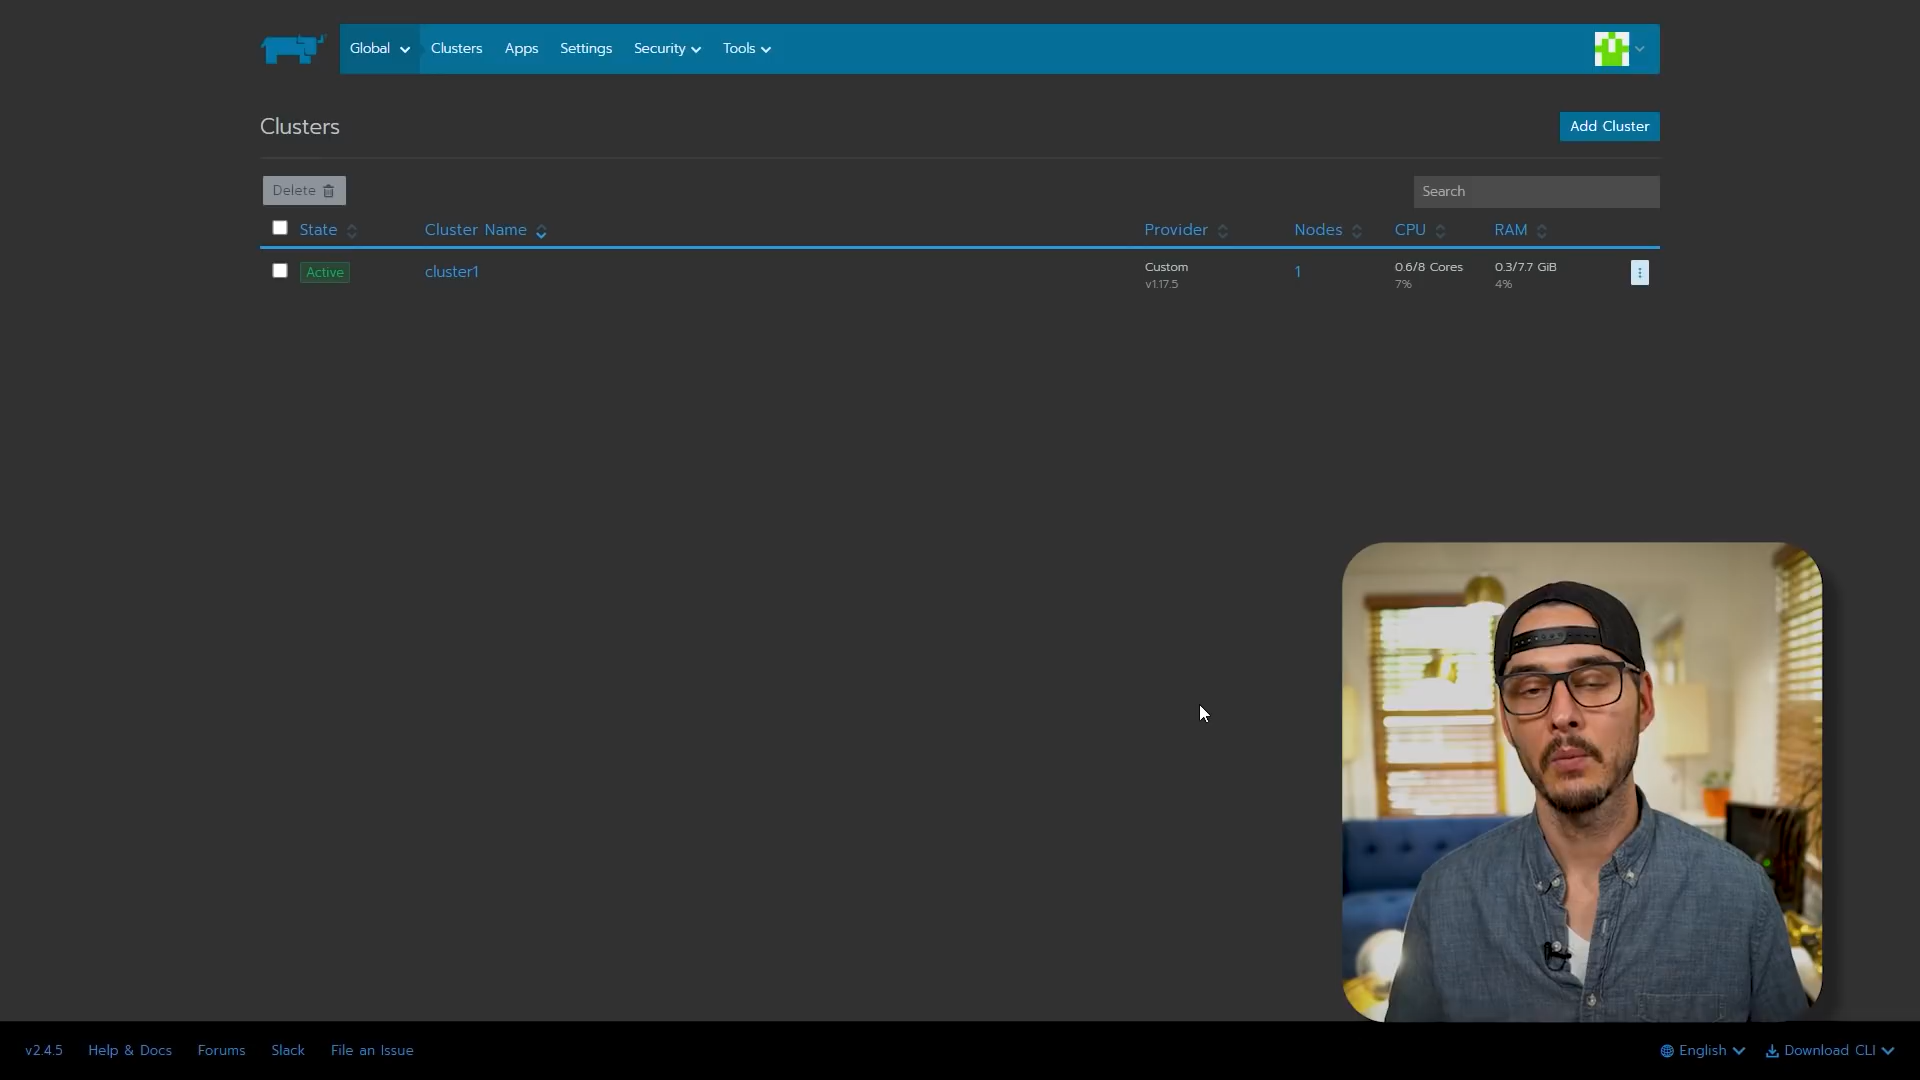 Global Clusters Apps Settings Security Tools
Clusters
Add Cluster
Delete
Search
State Cluster Name Provider Nodes CPU RAM
Active cluster1 Custom 1 0.6/8 Cores 0.3/7.7 GiB
v1.17.5 7% 4%
v2.4.5 Help & Docs Forums Slack File an Issue English Download CLI